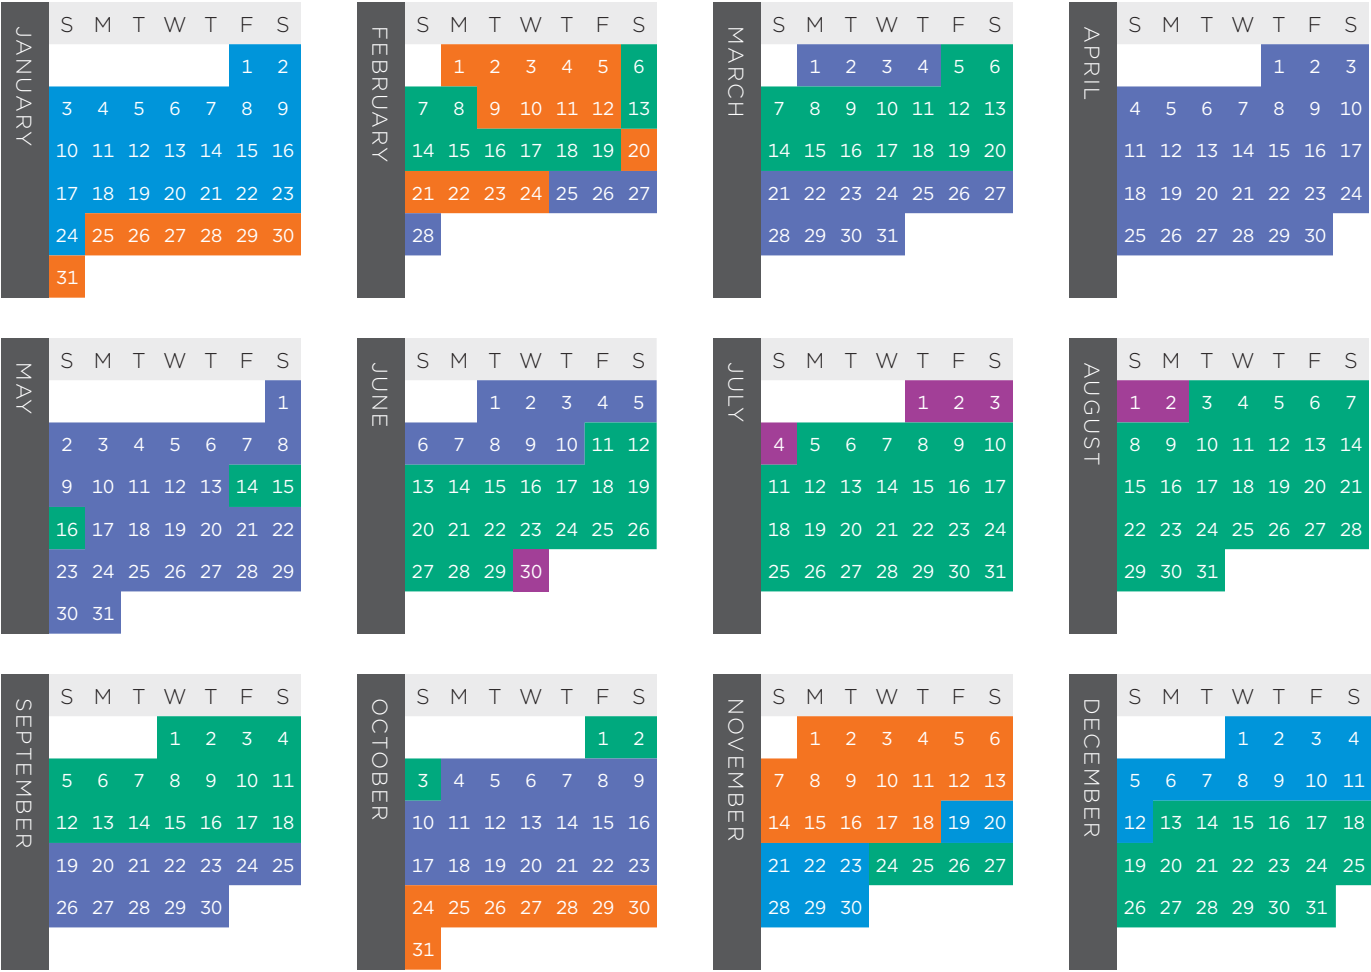 JANUARY
S M T W T F S
1 2
3 4 5 6 7 8 9
10 11 12 13 14 15 16
17 18 19 20 21 22 23
24 25 26 27 28 29 30
31
FEBRUARY
S M T W T F S
1 2 3 4 5 6
7 8 9 10 11 12 13
14 15 16 17 18 19 20
21 22 23 24 25 26 27
28
MARCH
S M T W T F S
1 2 3 4 5 6
7 8 9 10 11 12 13
14 15 16 17 18 19 20
21 22 23 24 25 26 27
28 29 30 31
APRIL
S M T W T F S
1 2 3
4 5 6 7 8 9 10
11 12 13 14 15 16 17
18 19 20 21 22 23 24
25 26 27 28 29 30
MAY
S M T W T F S
1
2 3 4 5 6 7 8
9 10 11 12 13 14 15
16 17 18 19 20 21 22
23 24 25 26 27 28 29
30 31
JUNE
S M T W T F S
1 2 3 4 5
6 7 8 9 10 11 12
13 14 15 16 17 18 19
20 21 22 23 24 25 26
27 28 29 30
JULY
S M T W T F S
1 2 3
4 5 6 7 8 9 10
11 12 13 14 15 16 17
18 19 20 21 22 23 24
25 26 27 28 29 30 31
AUGUST
S M T W T F S
1 2 3 4 5 6 7
8 9 10 11 12 13 14
15 16 17 18 19 20 21
22 23 24 25 26 27 28
29 30 31
SEPTEMBER
S M T W T F S
1 2 3 4
5 6 7 8 9 10 11
12 13 14 15 16 17 18
19 20 21 22 23 24 25
26 27 28 29 30
OCTOBER
S M T W T F S
1 2
3 4 5 6 7 8 9
10 11 12 13 14 15 16
17 18 19 20 21 22 23
24 25 26 27 28 29 30
31
NOVEMBER
S M T W T F S
1 2 3 4 5 6
7 8 9 10 11 12 13
14 15 16 17 18 19 20
21 22 23 24 25 26 27
28 29 30
DECEMBER
S M T W T F S
1 2 3 4
5 6 7 8 9 10 11
12 13 14 15 16 17 18
19 20 21 22 23 24 25
26 27 28 29 30 31